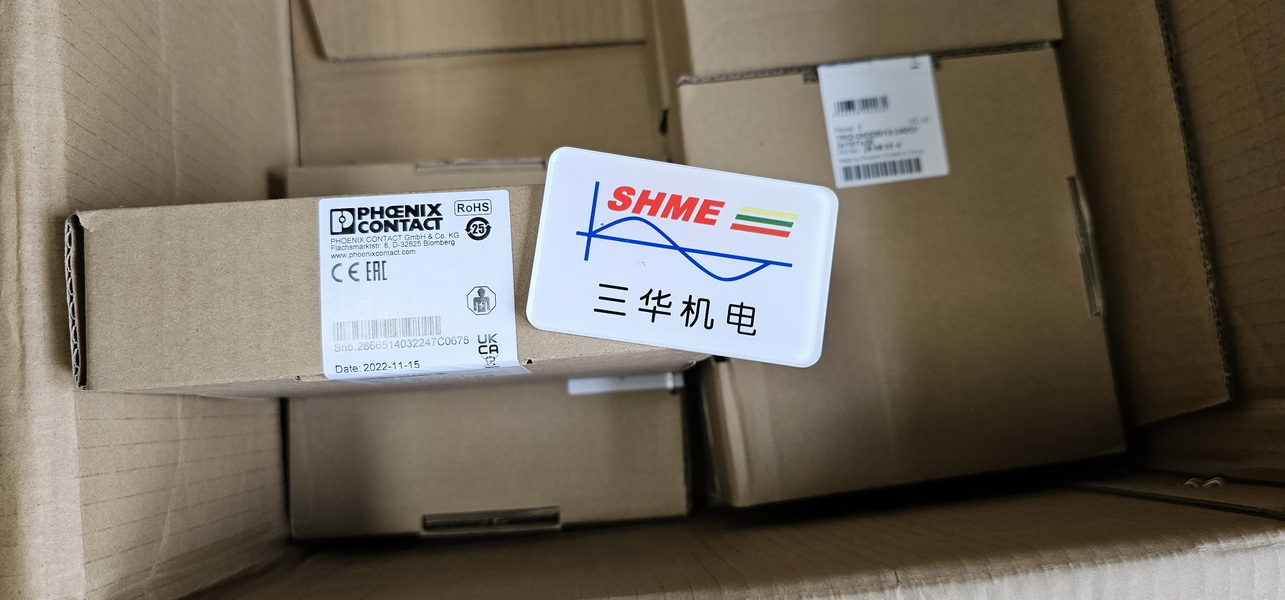 PHŒNIX
CONTACT
RoHS
25
PHOENIX CONTACT GmbH & Co. KG
Flachsmarktstr. 8, D-32825 Blomberg
www.phoenixcontact.com
CE EAC
Sno.2866514032247C0675
UK
CA
Date: 2022-11-15
SHME
三华机电